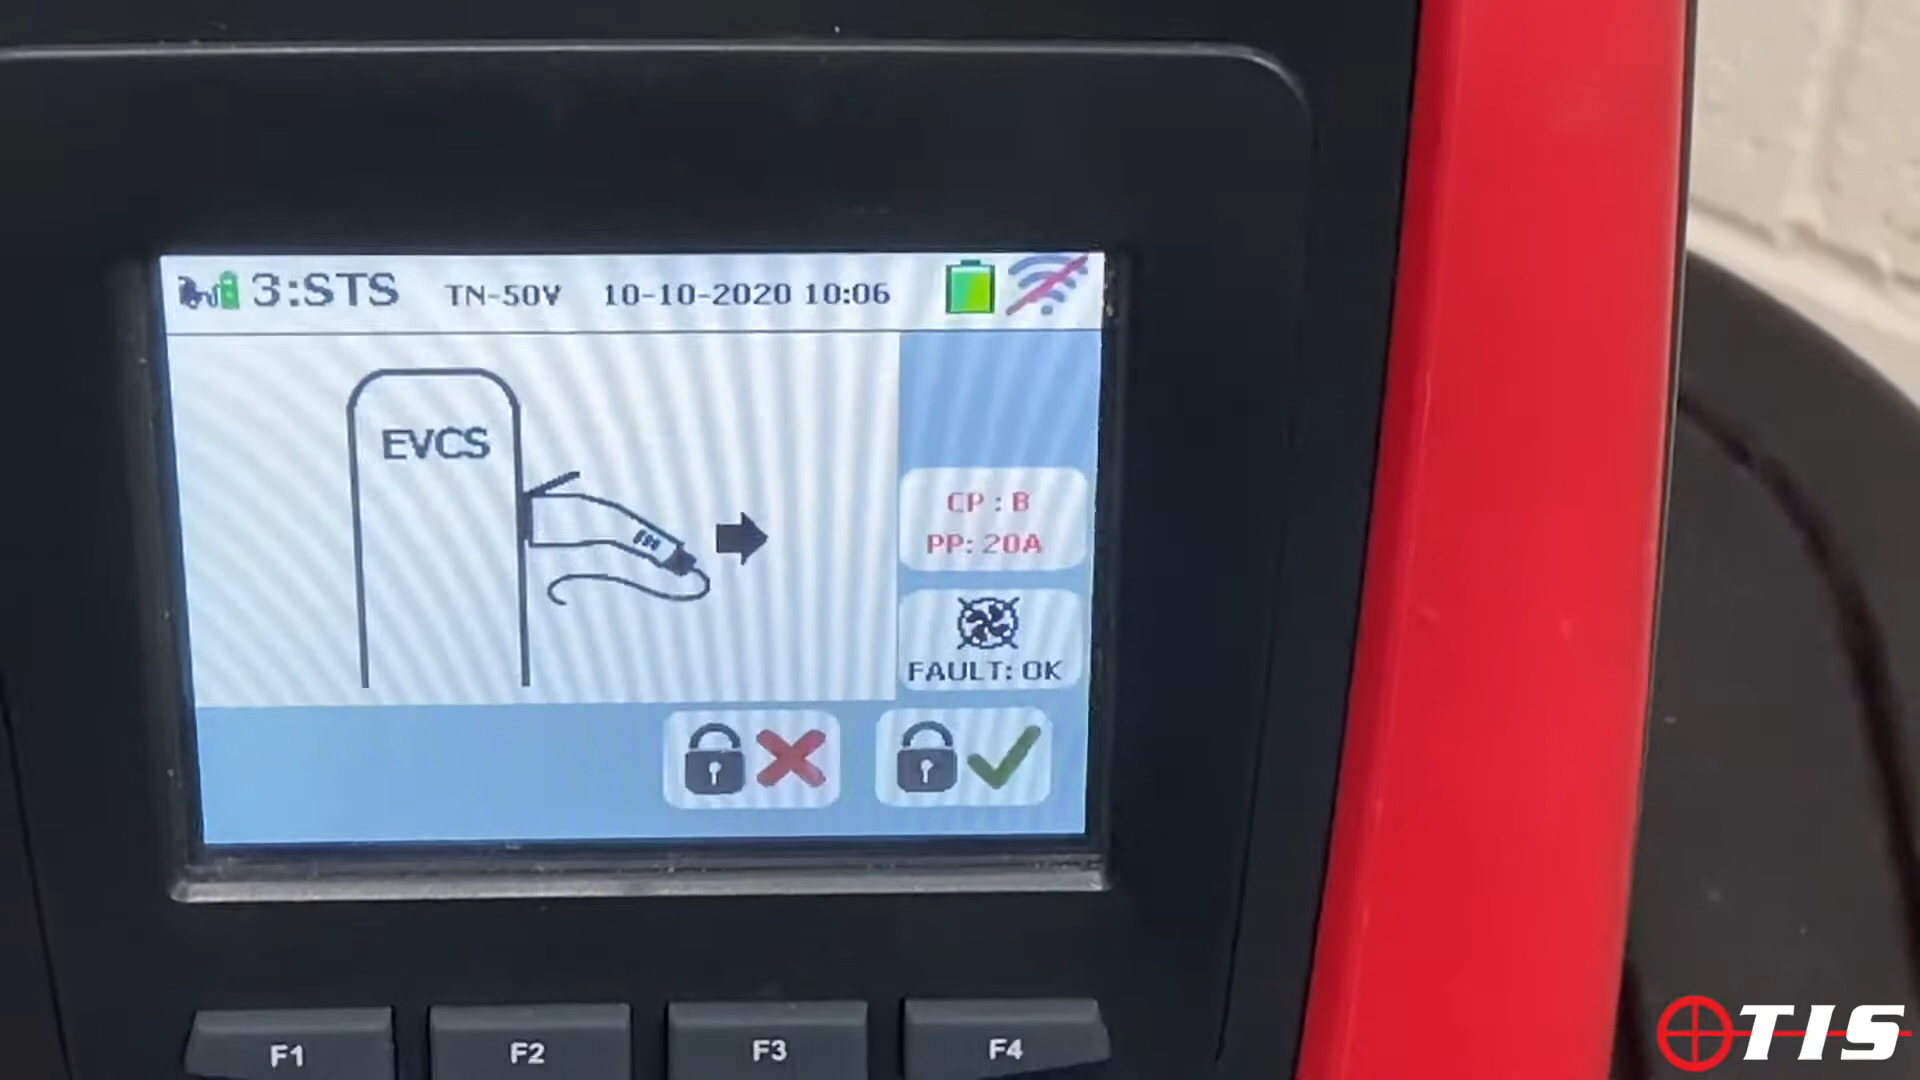 3:STS TN-50V 10-10-2020 10:06
EVCS
CP : B
PP: 20A
FAULT: OK
F1 F2 F3 F4
TIS